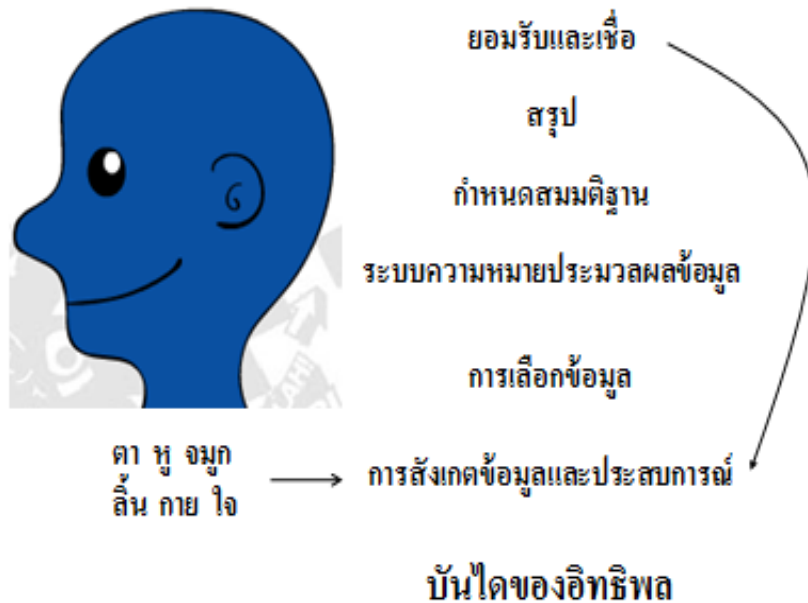 ยอมรับและเชื่อ
สรุป
กำหนดสมมติฐาน
ระบบความหมายประมวลผลข้อมูล
การเลือกข้อมูล
ตา หู จมูก
ลิ้น กาย ใจ
การสังเกตข้อมูลและประสบการณ์
บันไดของอิทธิพล